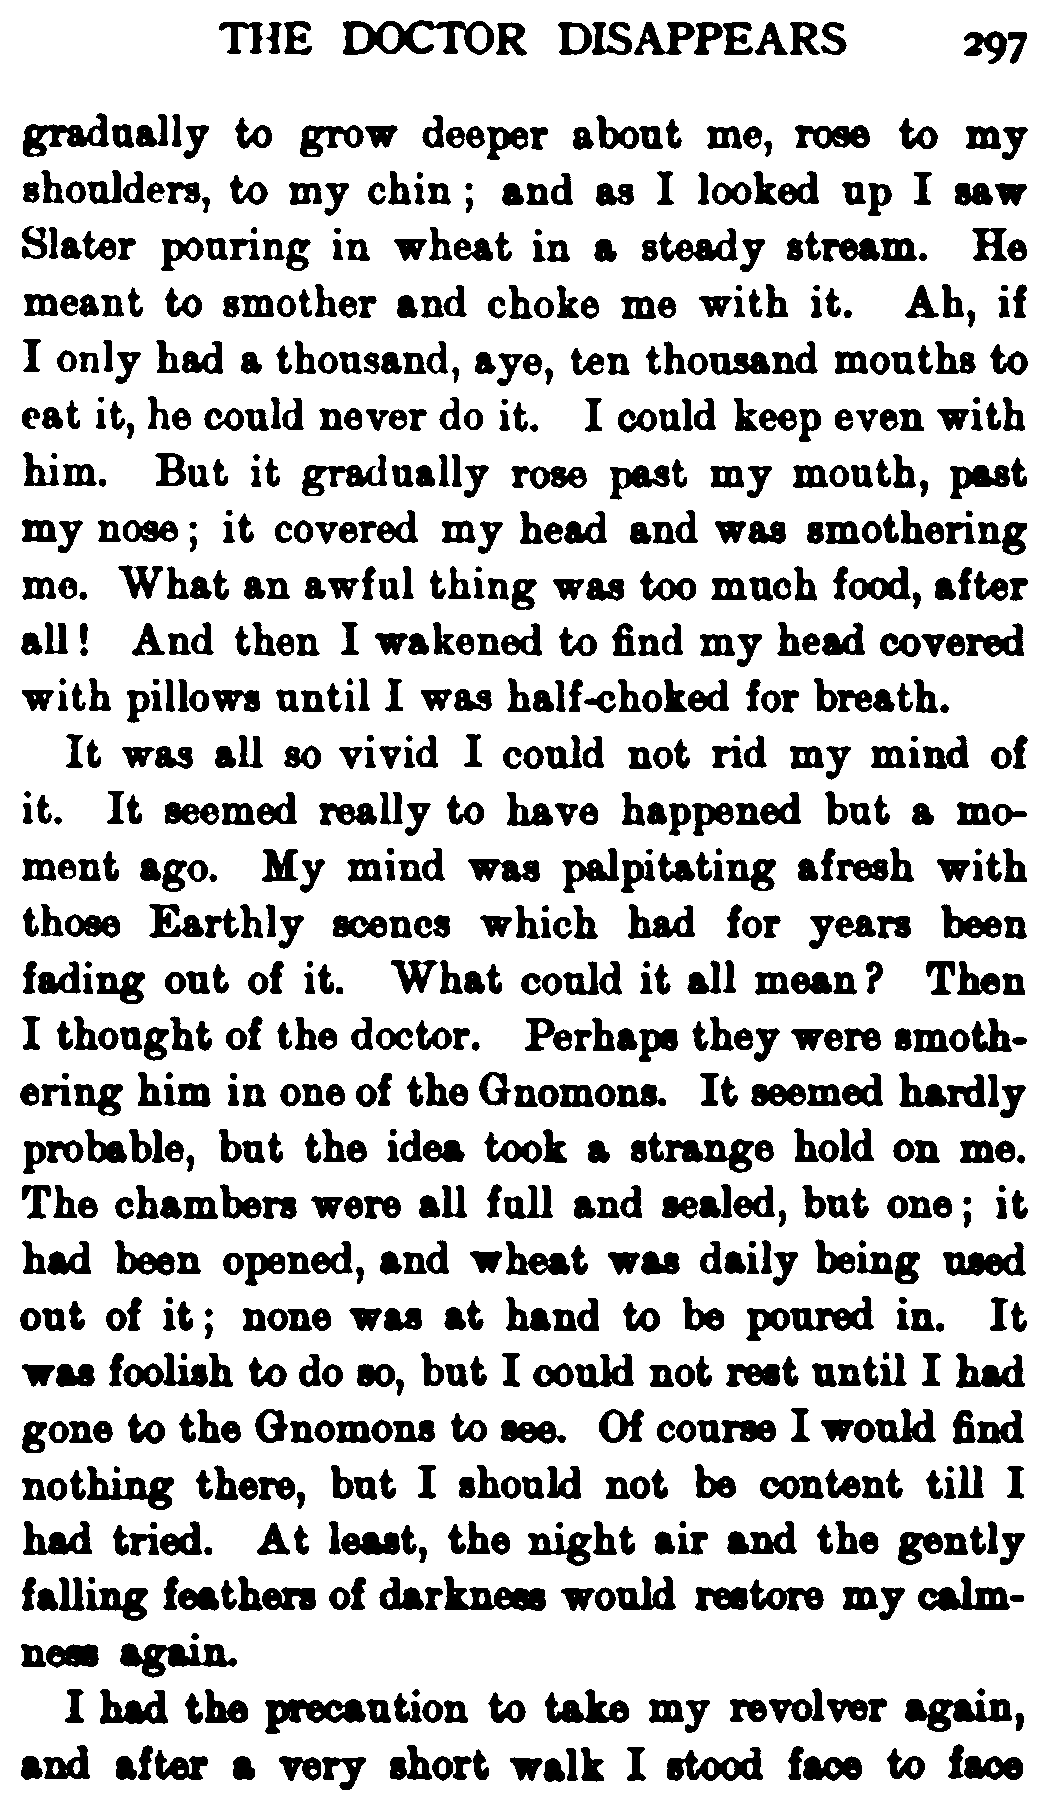 THE DOCTOR DISAPPEARS 297
gradually to grow deeper about me, rose to my
shoulders, to my chin; and as I looked up I saw
Slater pouring in wheat in a steady stream. He
meant to smother and choke me with it. Ah, if
I only had a thousand, aye, ten thousand mouths to
eat it, he could never do it. I could keep even with
him. But it gradually rose past my mouth, past
my nose; it covered my head and was smothering
me. What an awful thing was too much food, after
all! And then I wakened to find my head covered
with pillows until I was half-choked for breath.
It was all so vivid I could not rid my mind of
it. It seemed really to have happened but a mo-
ment ago. My mind was palpitating afresh with
those Earthly scenes which had for years been
fading out of it. What could it all mean? Then
I thought of the doctor. Perhaps they were smoth-
ering him in one of the Gnomons. It seemed hardly
probable, but the idea took a strange hold on me.
The chambers were all full and sealed, but one; it
had been opened, and wheat was daily being used
out of it; none was at hand to be poured in. It
was foolish to do so, but I could not rest until I had
gone to the Gnomons to see. Of course I would find
nothing there, but I should not be content till I
had tried. At least, the night air and the gently
falling feathers of darkness would restore my calm-
ness again.
I had the precaution to take my revolver again,
and after a very short walk I stood face to face